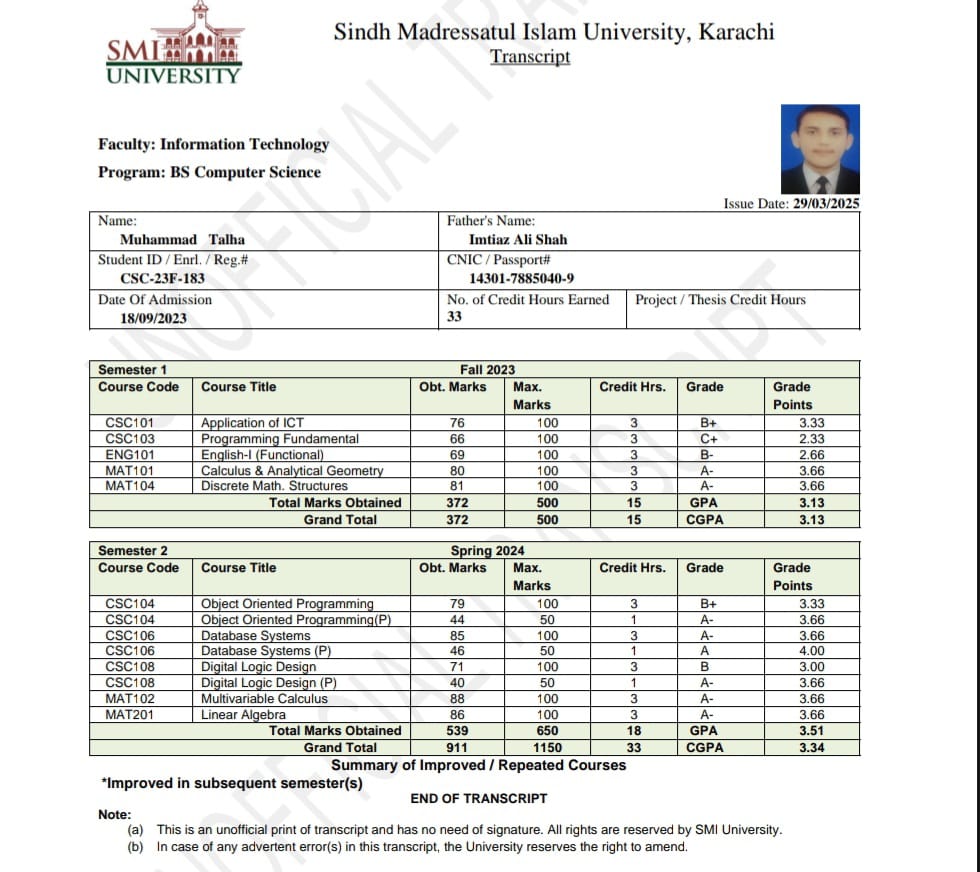 SMI
UNIVERSITY
Sindh Madressatul Islam University, Karachi
Transcript
Faculty: Information Technology
Program: BS Computer Science
Issue Date: 29/03/2025
Name: Father's Name:
Muhammad Talha Imtiaz Ali Shah
Student ID / Enrl. / Reg.# CNIC / Passport#
CSC-23F-183 14301-7885040-9
Date Of Admission No. of Credit Hours Earned Project / Thesis Credit Hours
18/09/2023 33
Semester 1 Fall 2023
Course Code Course Title Obt. Marks Max. Marks Credit Hrs. Grade Grade Points
CSC101 Application of ICT 76 100 3 B+ 3.33
CSC103 Programming Fundamental 66 100 3 C+ 2.33
ENG101 English-I (Functional) 69 100 3 B- 2.66
MAT101 Calculus & Analytical Geometry 80 100 3 A- 3.66
MAT104 Discrete Math. Structures 81 100 3 A- 3.66
Total Marks Obtained 372 500 15 GPA 3.13
Grand Total 372 500 15 CGPA 3.13
Semester 2 Spring 2024
Course Code Course Title Obt. Marks Max. Marks Credit Hrs. Grade Grade Points
CSC104 Object Oriented Programming 79 100 3 B+ 3.33
CSC104 Object Oriented Programming(P) 44 50 1 A- 3.66
CSC106 Database Systems 85 100 3 A- 3.66
CSC106 Database Systems (P) 46 50 1 A 4.00
CSC108 Digital Logic Design 71 100 3 B 3.00
CSC108 Digital Logic Design (P) 40 50 1 A- 3.66
MAT102 Multivariable Calculus 88 100 3 A- 3.66
MAT201 Linear Algebra 86 100 3 A- 3.66
Total Marks Obtained 539 650 18 GPA 3.51
Grand Total 911 1150 33 CGPA 3.34
Summary of Improved / Repeated Courses
*Improved in subsequent semester(s)
END OF TRANSCRIPT
Note:
(a) This is an unofficial print of transcript and has no need of signature. All rights are reserved by SMI University.
(b) In case of any advertent error(s) in this transcript, the University reserves the right to amend.
UNOFFICIAL TRANSCRIPT